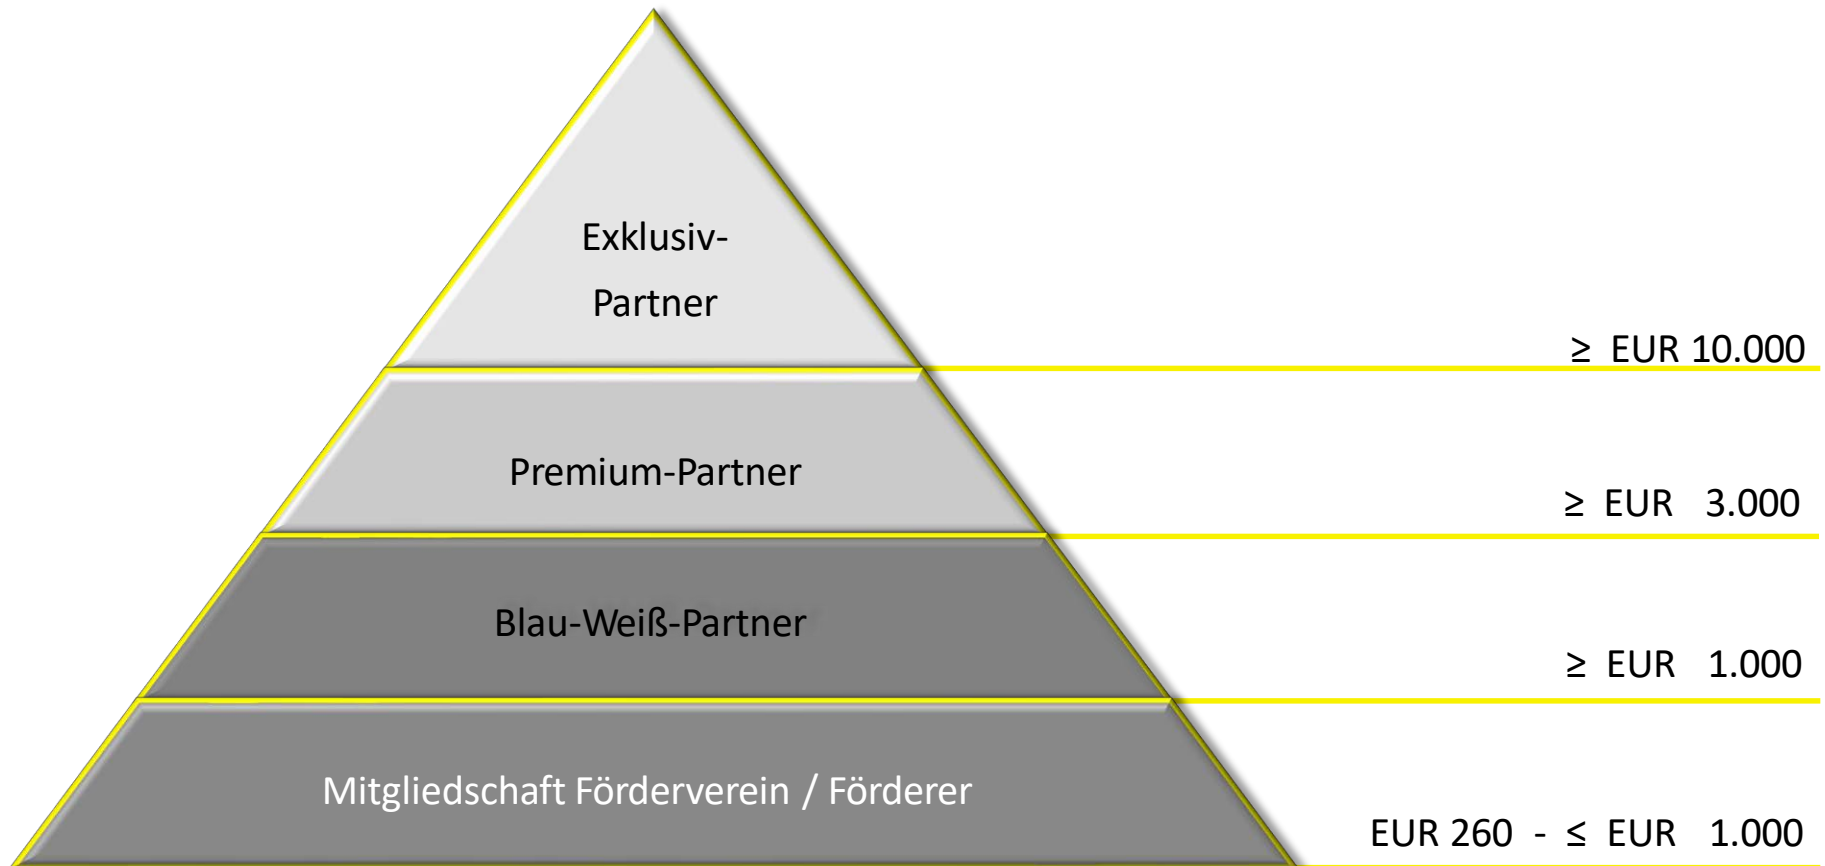 Exklusiv-
Partner
≥ EUR 10.000
Premium-Partner
≥ EUR 3.000
Blau-Weiß-Partner
≥ EUR 1.000
Mitgliedschaft Förderverein / Förderer
EUR 260 - ≤ EUR 1.000